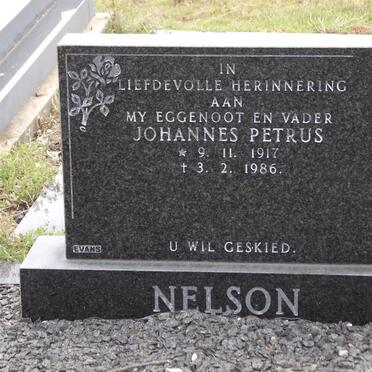 IN
LIEFDEVOLLE HERINNERING
AAN
MY EGGENOOT EN VADER
JOHANNES PETRUS
* 9. 11. 1917
† 3. 2. 1986.
U WIL GESKIED.
EVANS
NELSON